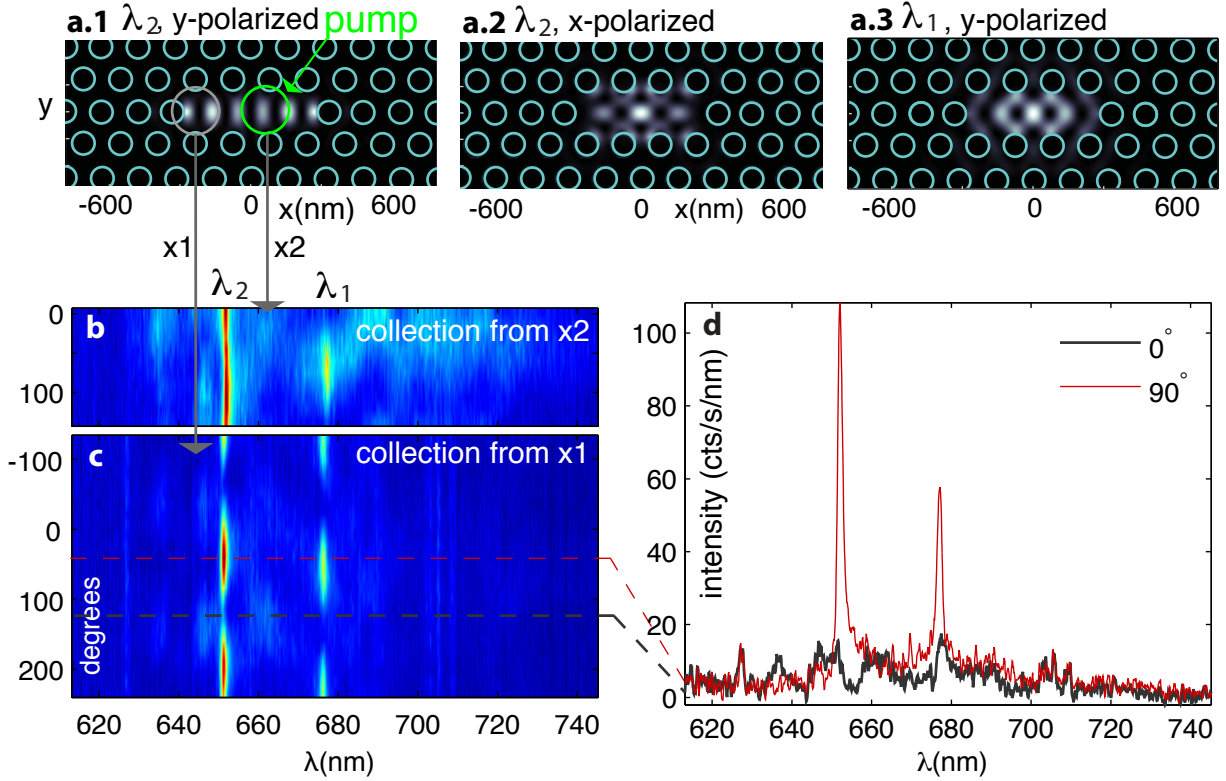 a.1 λ2, y-polarized pump
a.2 λ2, x-polarized
a.3 λ1, y-polarized
y
-600 0 x(nm) 600
-600 0 x(nm) 600
-600 0 600
x1 x2
λ2 λ1
b collection from x2
0
100
c collection from x1
-100
0
100
200
degrees
620 640 660 680 700 720 740
λ(nm)
d
0°
90°
intensity (cts/s/nm)
100
80
60
40
20
0
620 640 660 680 700 720 740
λ(nm)